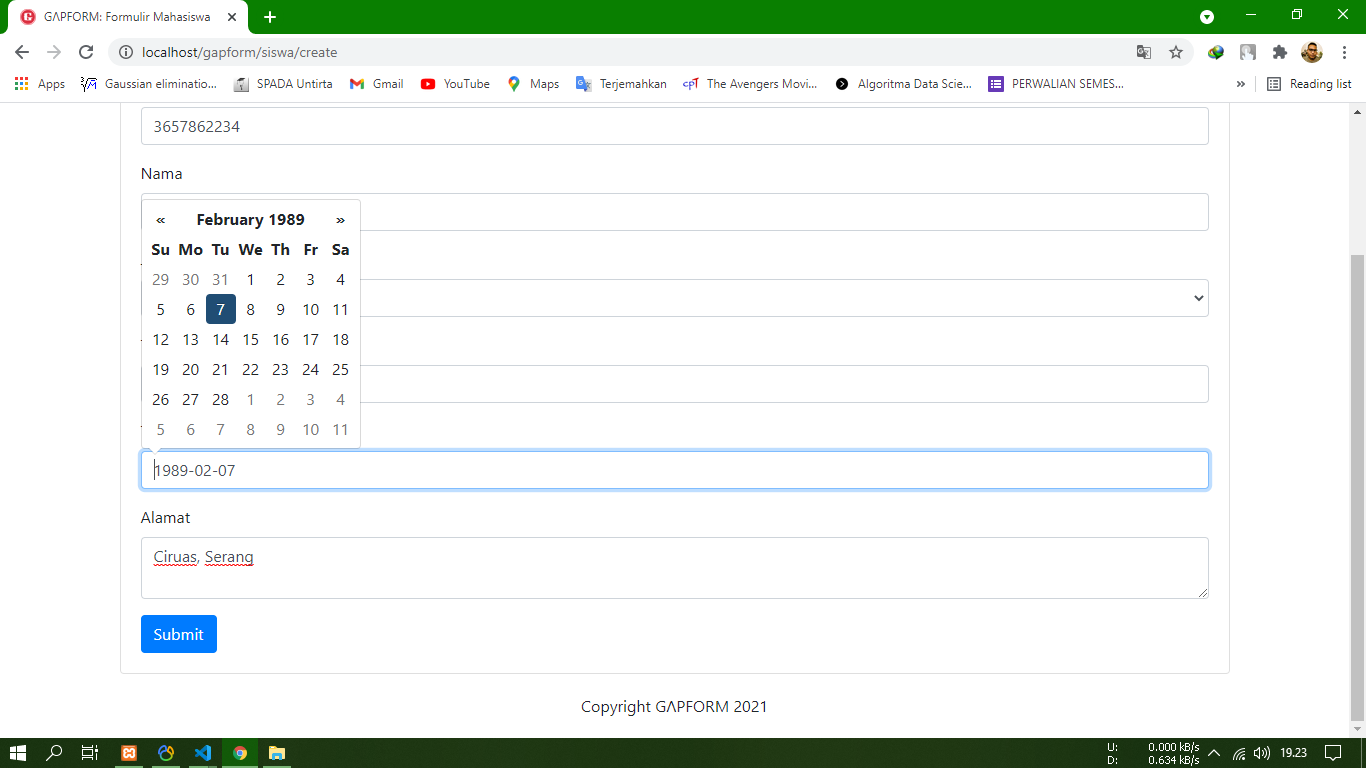 GΛPFORM: Formulir Mahasiswa
localhost/gapform/siswa/create
Apps Gaussian eliminatio... SPADA Untirta Gmail YouTube Maps Terjemahkan The Avengers Movi... Algoritma Data Scie... PERWALIAN SEMES... » Reading list
3657862234
Nama
« February 1989 »
Su Mo Tu We Th Fr Sa
29 30 31 1 2 3 4
5 6 7 8 9 10 11
12 13 14 15 16 17 18
19 20 21 22 23 24 25
26 27 28 1 2 3 4
5 6 7 8 9 10 11
1989-02-07
Alamat
Ciruas, Serang
Submit
Copyright GΛPFORM 2021
U: 0.000 kB/s
D: 0.634 kB/s
19.23